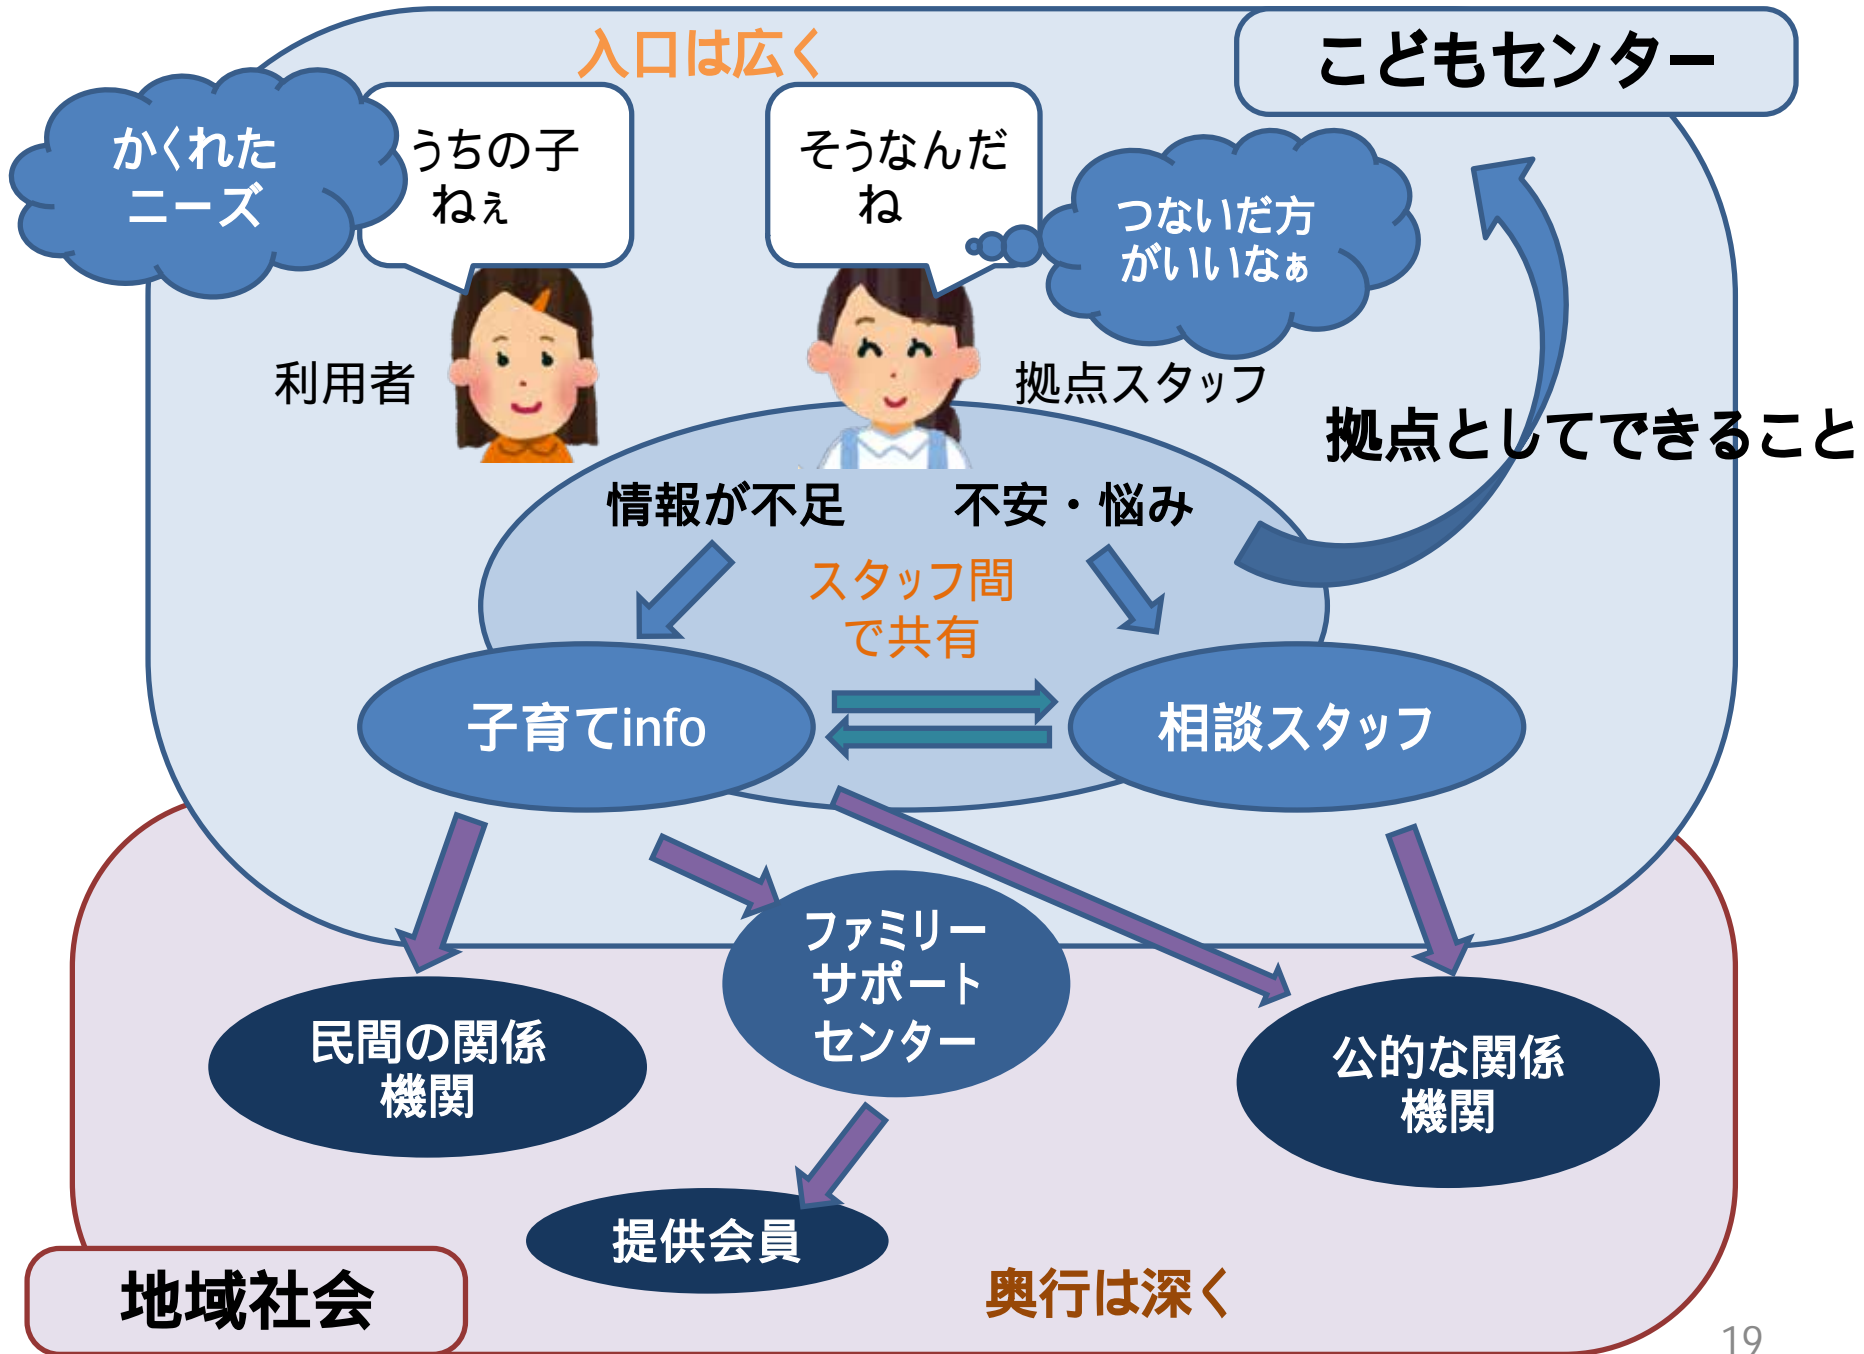 入口は広く
こどもセンター
かくれた
ニーズ
うちの子
ねぇ
そうなんだ
ね
つないだ方
がいいなぁ
利用者
拠点スタッフ
拠点としてできること
情報が不足
不安・悩み
スタッフ間
で共有
子育てinfo
相談スタッフ
ファミリー
サポート
センター
民間の関係
機関
公的な関係
機関
提供会員
地域社会
奥行は深く
19